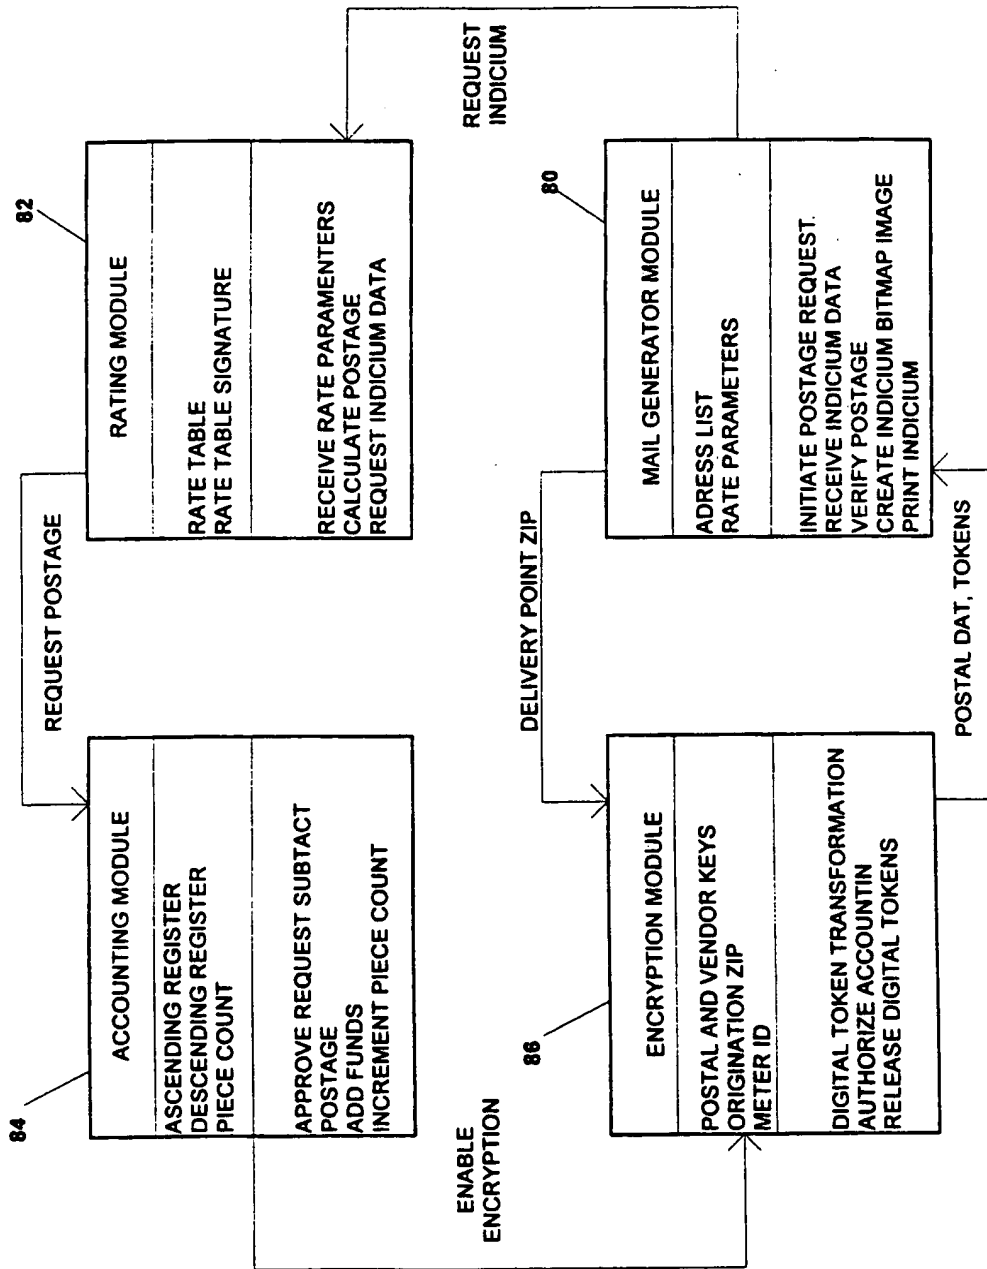 84
ACCOUNTING MODULE
ASCENDING REGISTER
DESCENDING REGISTER
PIECE COUNT
APPROVE REQUEST SUBTACT
POSTAGE
ADD FUNDS
INCREMENT PIECE COUNT
REQUEST POSTAGE
82
RATING MODULE
RATE TABLE
RATE TABLE SIGNATURE
RECEIVE RATE PARAMENTERS
CALCULATE POSTAGE
REQUEST INDICIUM DATA
ENABLE
ENCRYPTION
REQUEST
INDICIUM
86
ENCRYPTION MODULE
POSTAL AND VENDOR KEYS
ORIGINATION ZIP
METER ID
DIGITAL TOKEN TRANSFORMATION
AUTHORIZE ACCOUNTIN
RELEASE DIGITAL TOKENS
DELIVERY POINT ZIP
80
MAIL GENERATOR MODULE
ADRESS LIST
RATE PARAMETERS
INITIATE POSTAGE REQUEST.
RECEIVE INDICIUM DATA
VERIFY POSTAGE
CREATE INDICIUM BITMAP IMAGE
PRINT INDICIUM
POSTAL DAT, TOKENS